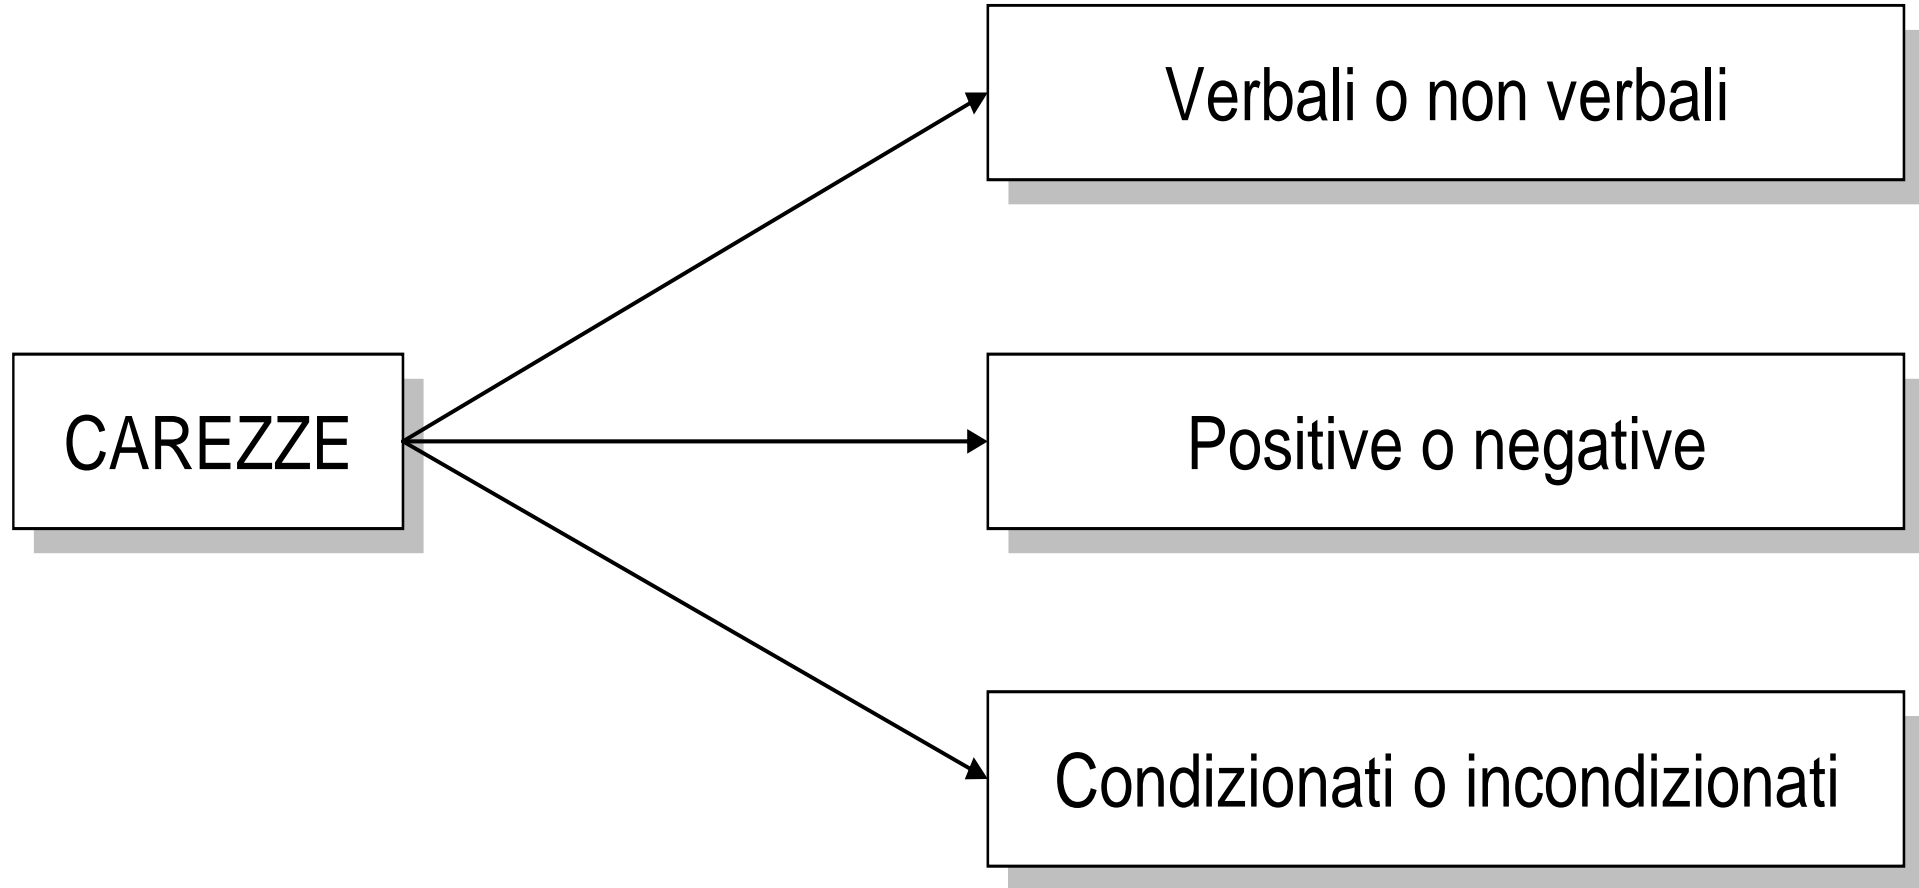 Verbali o non verbali
CAREZZE
Positive o negative
Condizionati o incondizionati